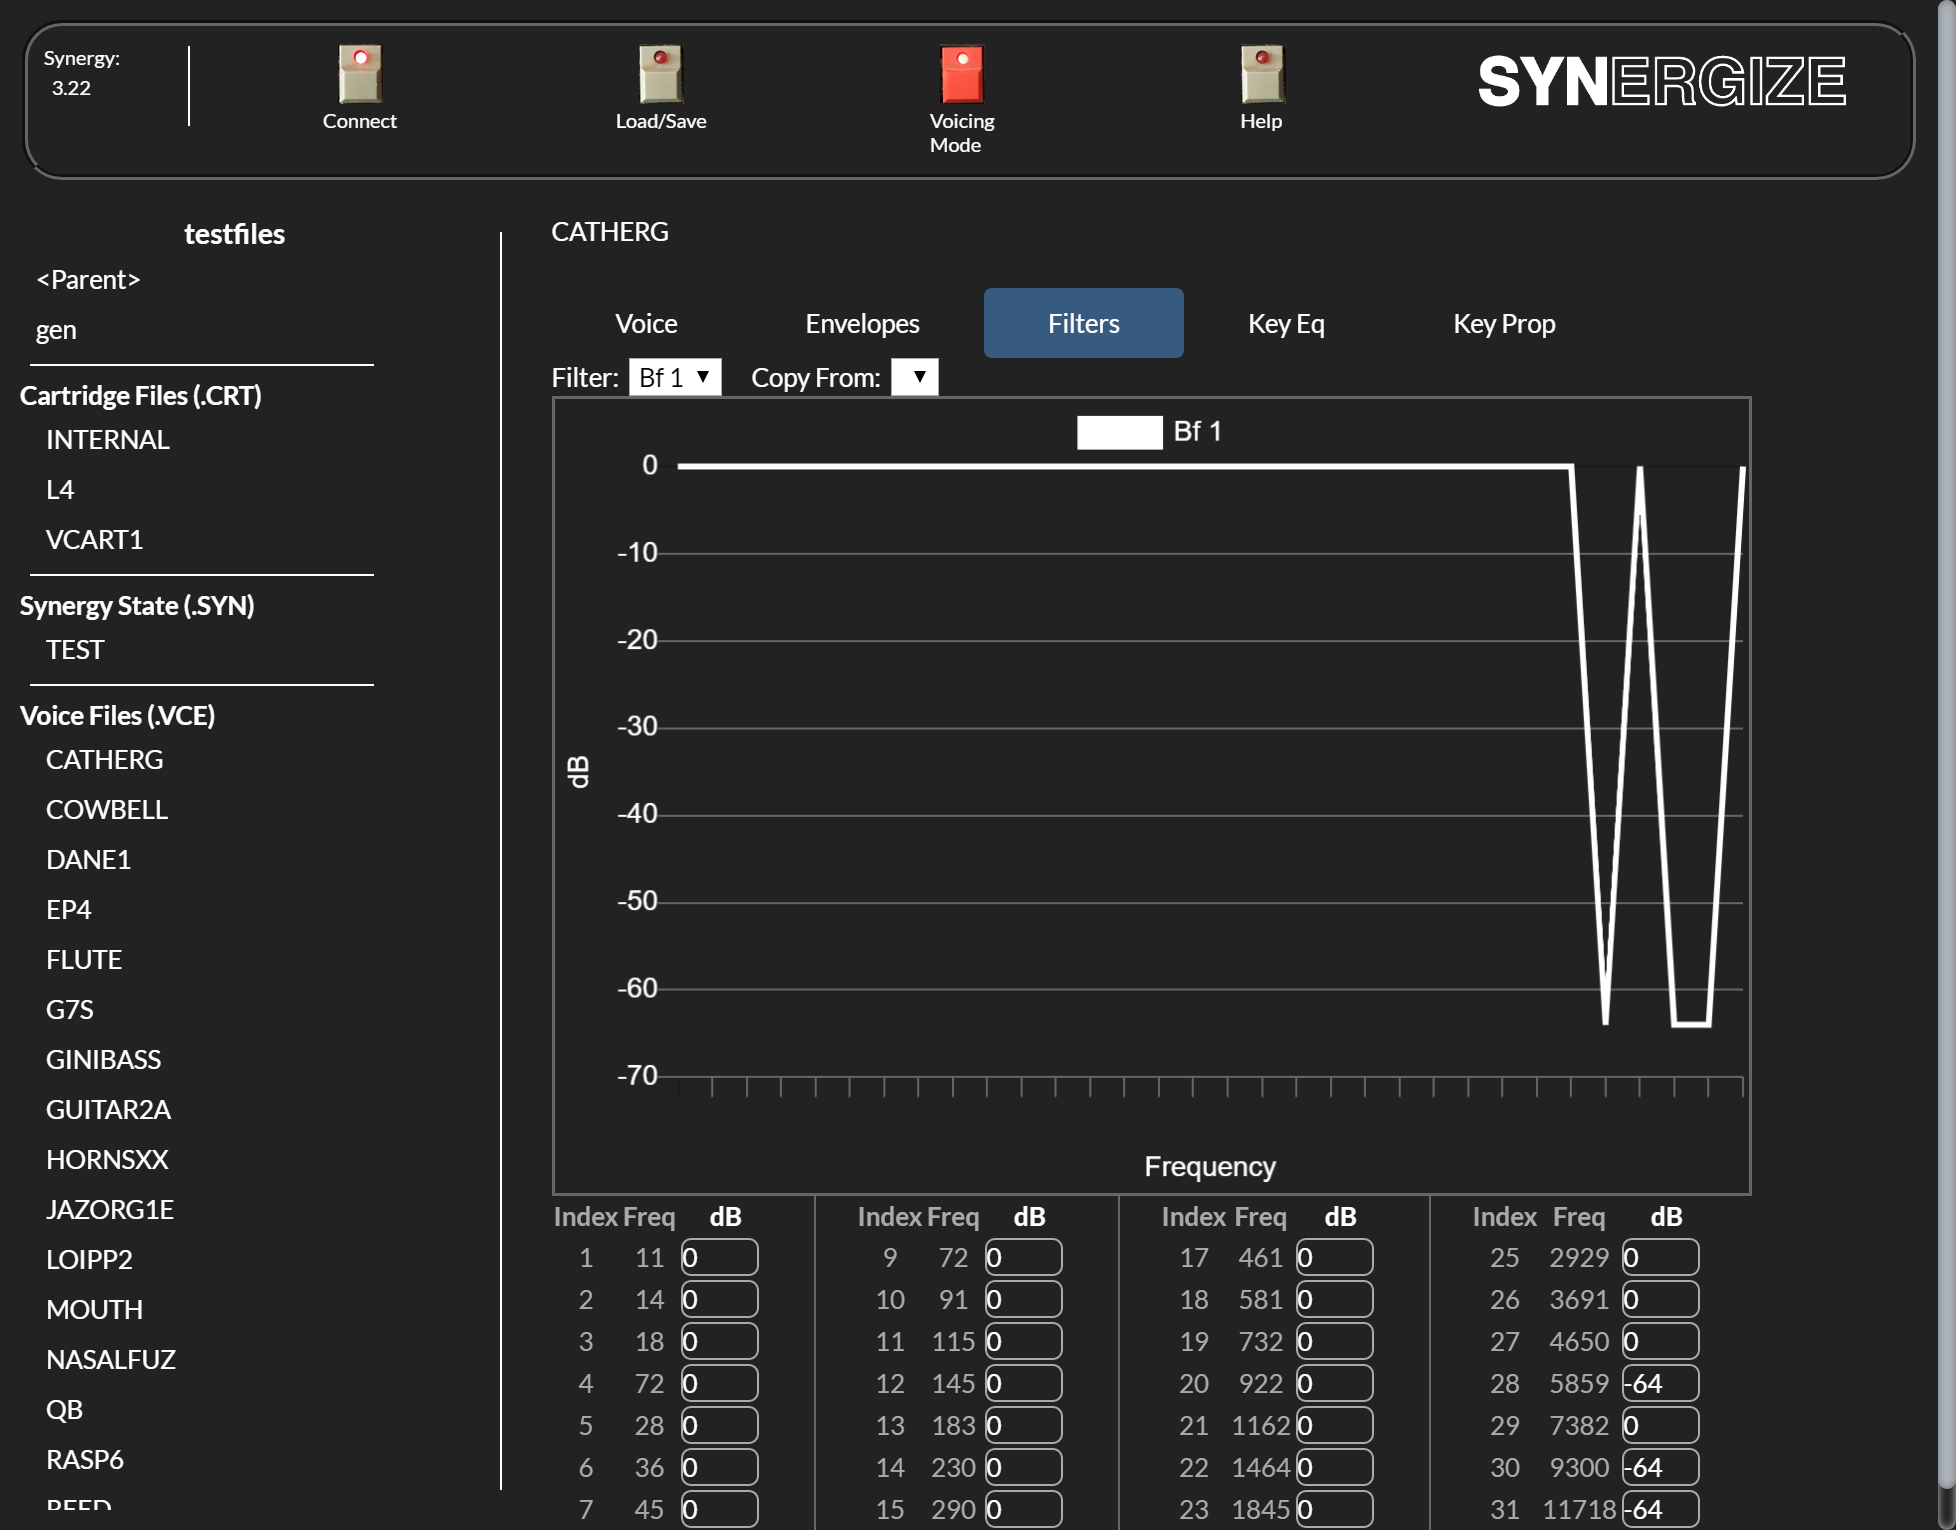 Synergy:
3.22
Connect
Load/Save
Voicing
Mode
Help
SYNERGIZE
testfiles
<Parent>
gen
Cartridge Files (.CRT)
INTERNAL
L4
VCART1
Synergy State (.SYN)
TEST
Voice Files (.VCE)
CATHERG
COWBELL
DANE1
EP4
FLUTE
G7S
GINIBASS
GUITAR2A
HORNSXX
JAZORG1E
LOIPP2
MOUTH
NASALFUZ
QB
RASP6
REED
CATHERG
Voice Envelopes Filters Key Eq Key Prop
Filter: Bf 1 ▼ Copy From: ▼
Bf 1
0
-10
-20
-30
-40
-50
-60
-70
dB
Frequency
Index Freq dB Index Freq dB Index Freq dB Index Freq dB
1 11 0 9 72 0 17 461 0 25 2929 0
2 14 0 10 91 0 18 581 0 26 3691 0
3 18 0 11 115 0 19 732 0 27 4650 0
4 72 0 12 145 0 20 922 0 28 5859 -64
5 28 0 13 183 0 21 1162 0 29 7382 0
6 36 0 14 230 0 22 1464 0 30 9300 -64
7 45 0 15 290 0 23 1845 0 31 11718 -64